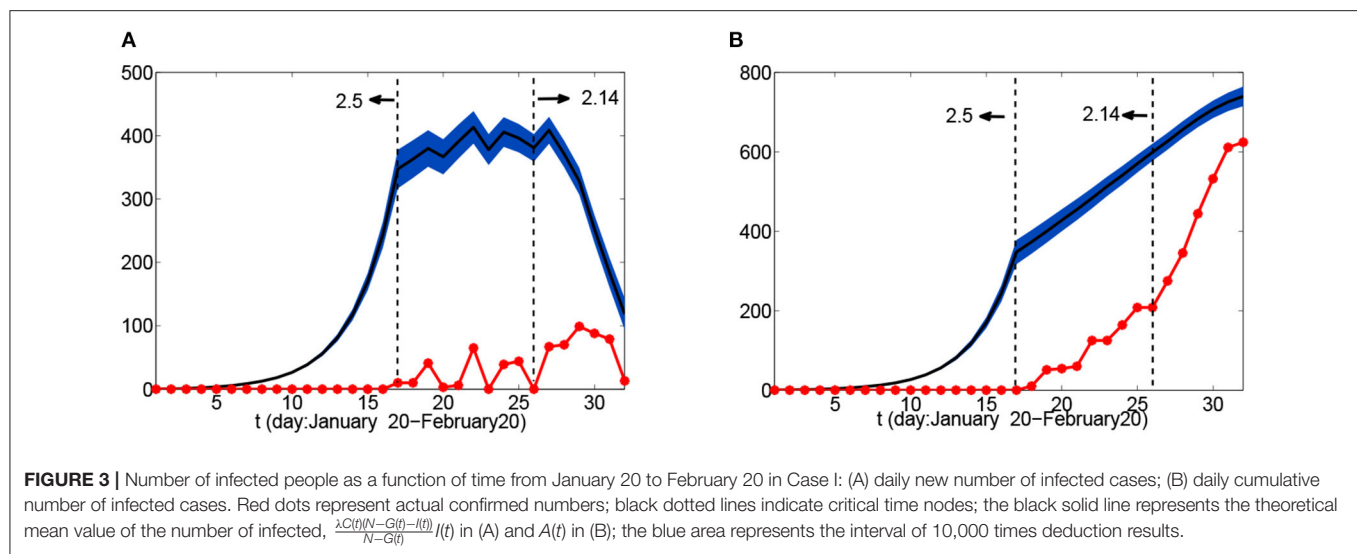 A
500
400
300
200
100
0
2.5
2.14
5 10 15 20 25 30
t (day:January 20-February20)
B
800
600
400
200
0
2.5
2.14
5 10 15 20 25 30
t (day:January 20-February20)
FIGURE 3 | Number of infected people as a function of time from January 20 to February 20 in Case I: (A) daily new number of infected cases; (B) daily cumulative
number of infected cases. Red dots represent actual confirmed numbers; black dotted lines indicate critical time nodes; the black solid line represents the theoretical
mean value of the number of infected, λC(t)(N−G(t)−I(t))/N−G(t) I(t) in (A) and A(t) in (B); the blue area represents the interval of 10,000 times deduction results.